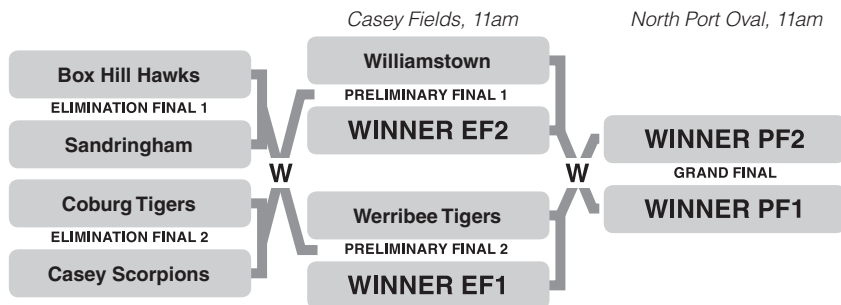 Casey Fields, 11am
North Port Oval, 11am
Box Hill Hawks
ELIMINATION FINAL 1
Sandringham
Coburg Tigers
ELIMINATION FINAL 2
Casey Scorpions
W
Williamstown
PRELIMINARY FINAL 1
WINNER EF2
Werribee Tigers
PRELIMINARY FINAL 2
WINNER EF1
W
WINNER PF2
GRAND FINAL
WINNER PF1